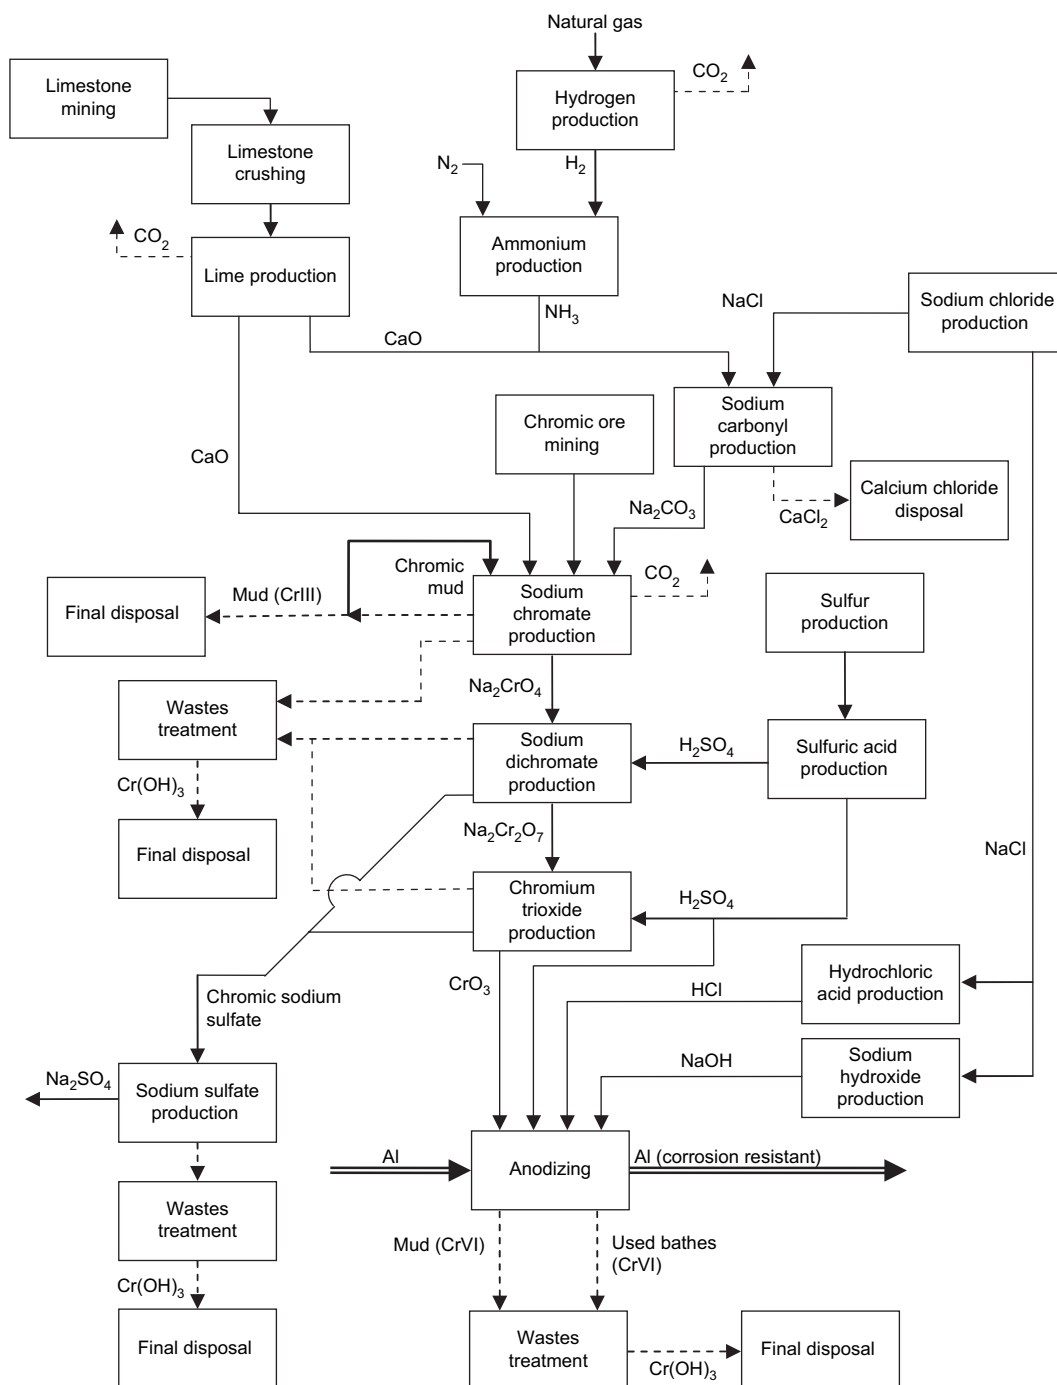 Natural gas
CO2
Limestone
mining
Hydrogen
production
Limestone
crushing
N2
H2
CO2
Lime production
Ammonium
production
NaCl
Sodium chloride
production
NH3
CaO
Chromic ore
mining
Sodium
carbonyl
production
CaO
Calcium chloride
disposal
Na2CO3
CaCl2
Chromic
mud
CO2
Mud (CrIII)
Final disposal
Sodium
chromate
production
Sulfur
production
Na2CrO4
Wastes
treatment
Sodium
dichromate
production
H2SO4
Sulfuric acid
production
Cr(OH)3
Na2Cr2O7
NaCl
Final disposal
Chromium
trioxide
production
H2SO4
CrO3
HCl
Hydrochloric
acid production
Chromic sodium
sulfate
NaOH
Sodium
hydroxide
production
Na2SO4
Sodium sulfate
production
Al
Anodizing
Al (corrosion resistant)
Wastes
treatment
Mud (CrVI)
Used bathes
(CrVI)
Cr(OH)3
Final disposal
Wastes
treatment
Cr(OH)3
Final disposal